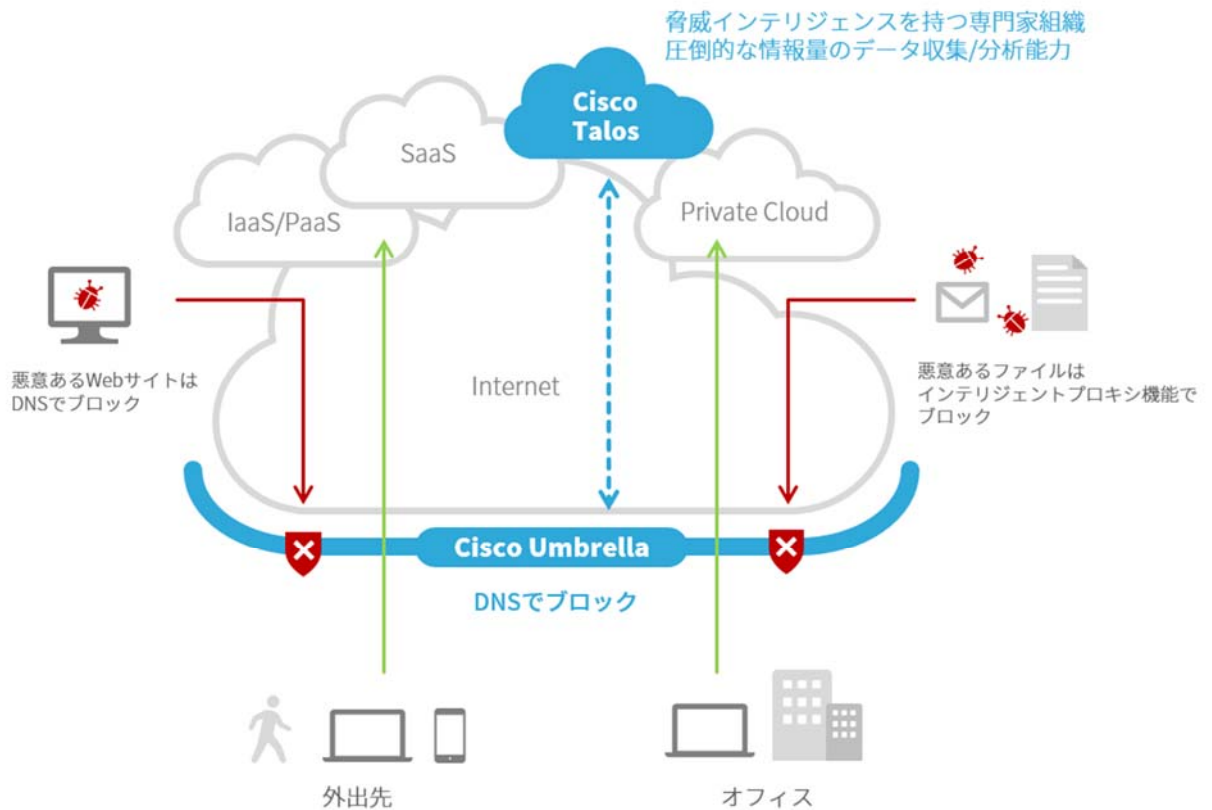 脅威インテリジェンスを持つ専門家組織
圧倒的な情報量のデータ収集/分析能力
Cisco
Talos
SaaS
IaaS/PaaS
Private Cloud
悪意あるWebサイトは
DNSでブロック
Internet
悪意あるファイルは
インテリジェントプロキシ機能で
ブロック
Cisco Umbrella
DNSでブロック
外出先
オフィス